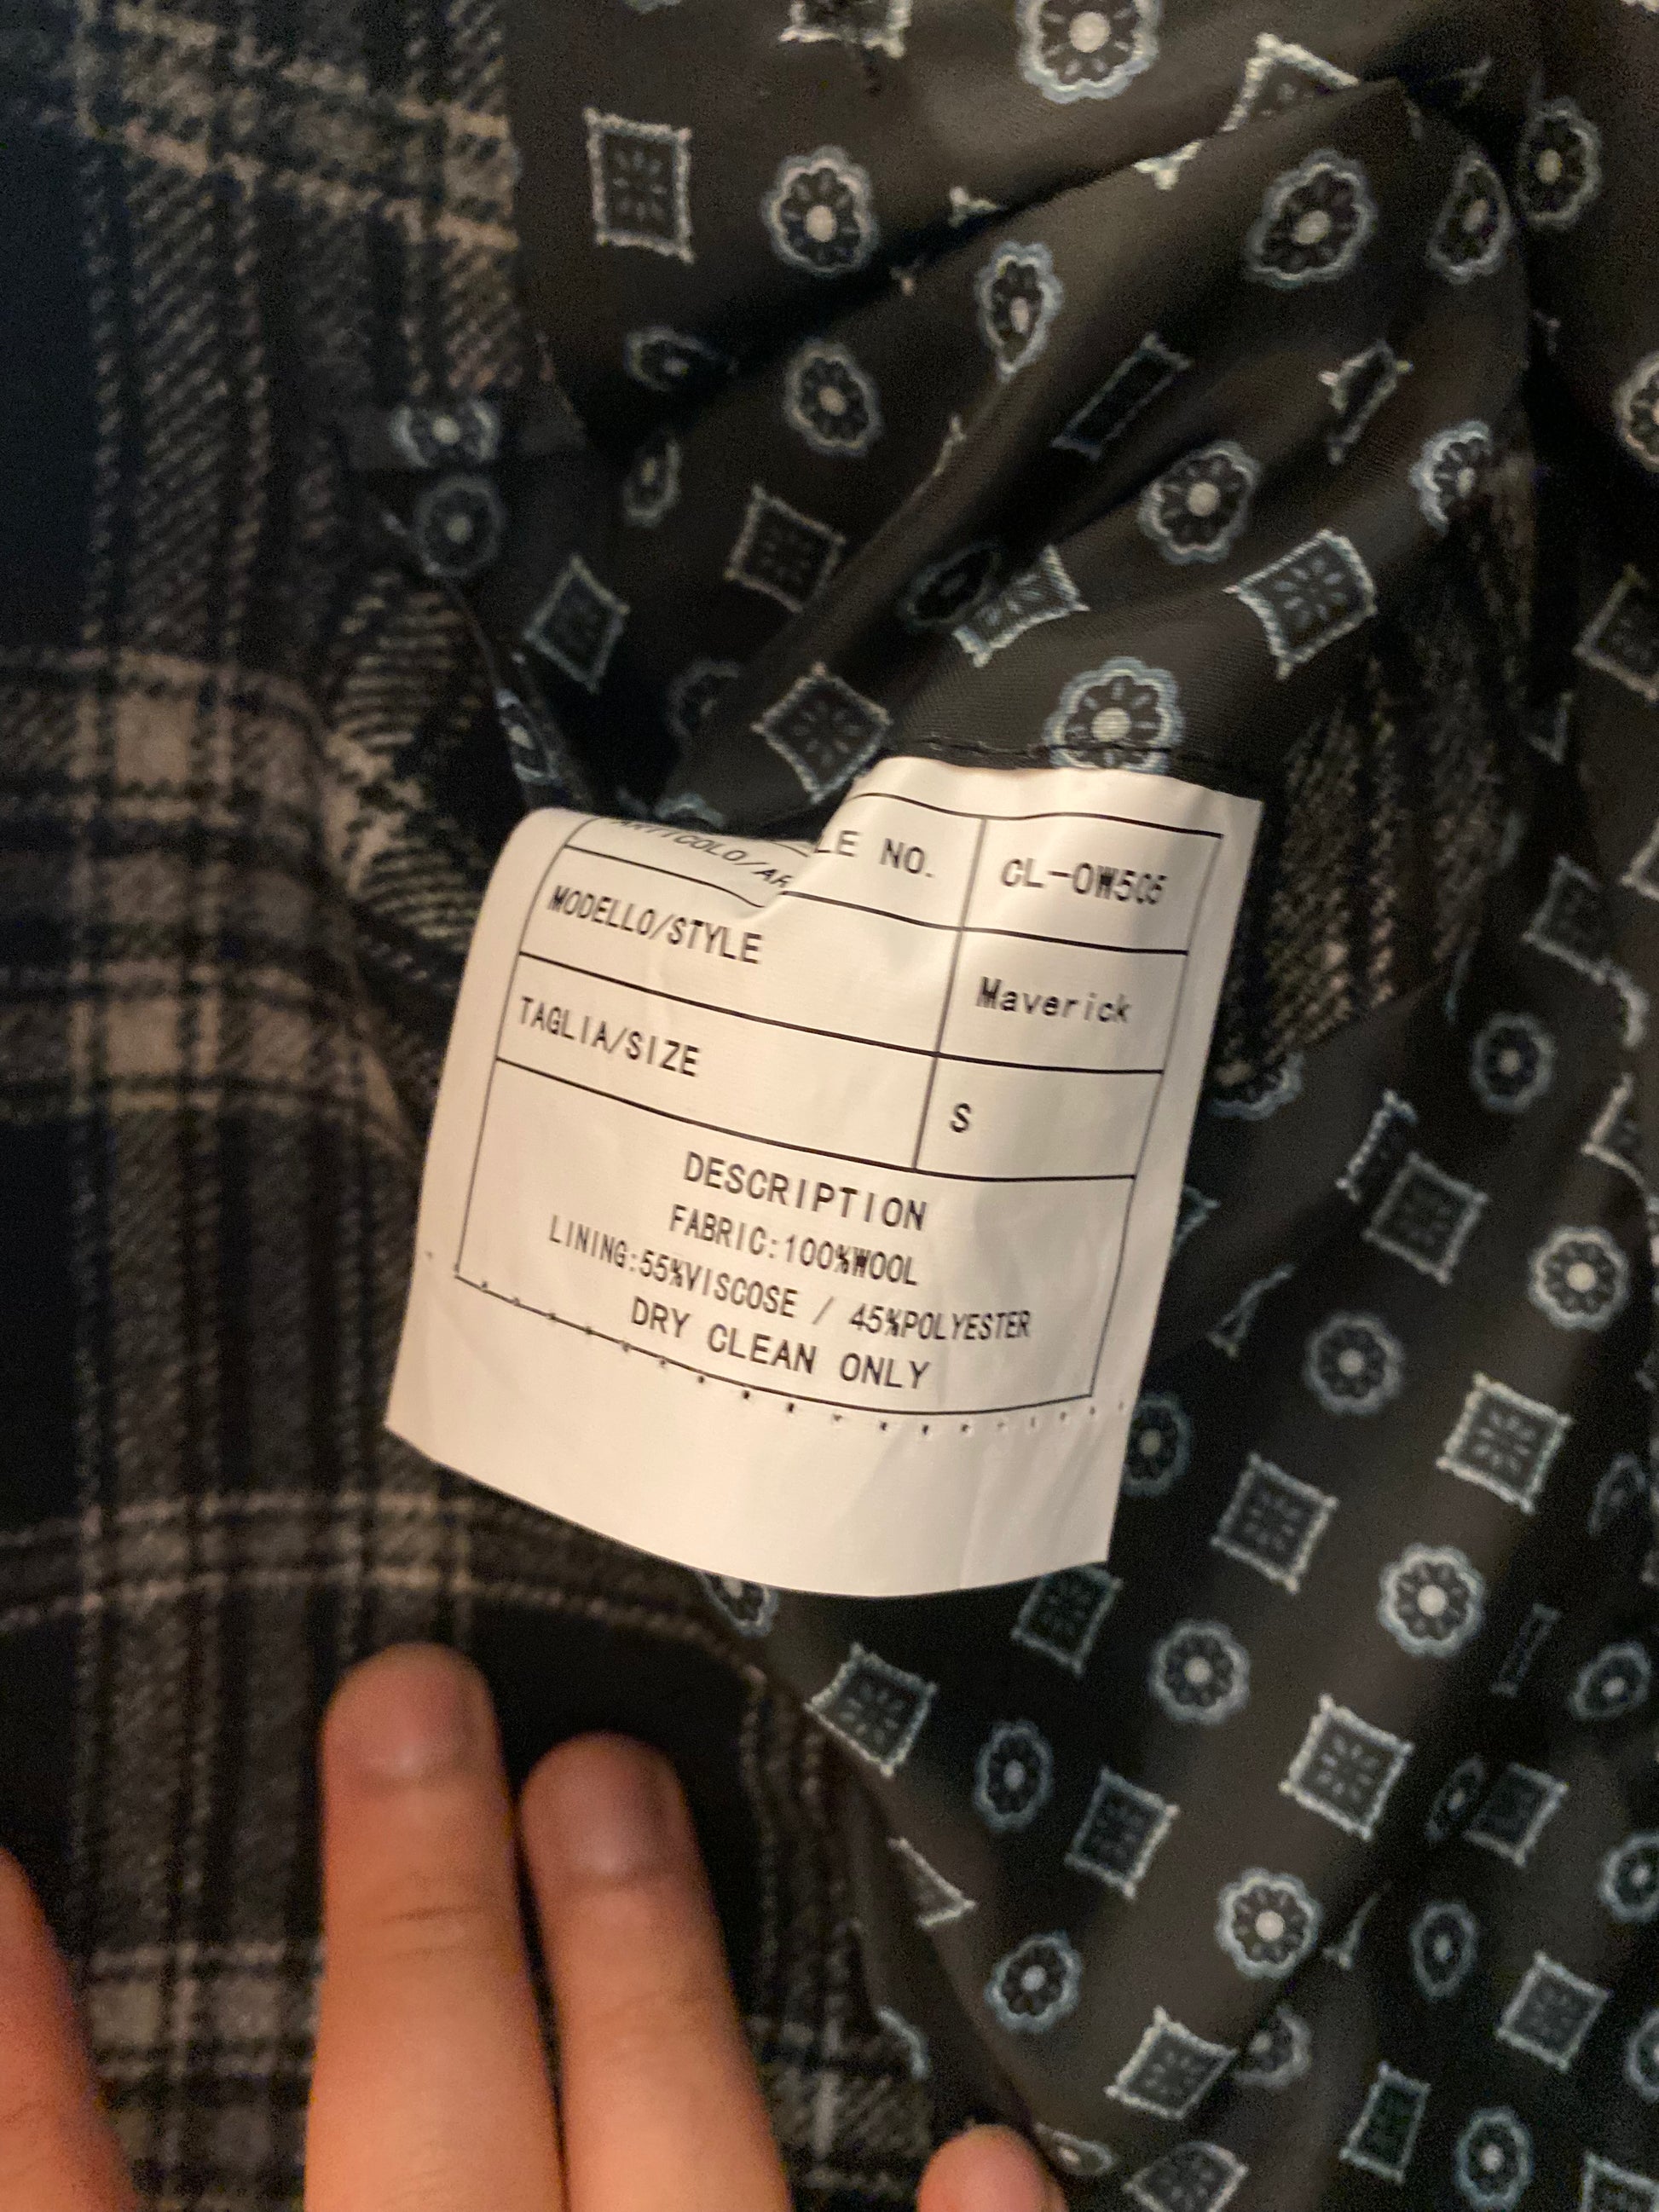 LE NO. CL-OW505
MODELLO/STYLE Maverick
TAGLIA/SIZE S
DESCRIPTION
FABRIC:100%WOOL
LINING:55%VISCOSE / 45%POLYESTER
DRY CLEAN ONLY